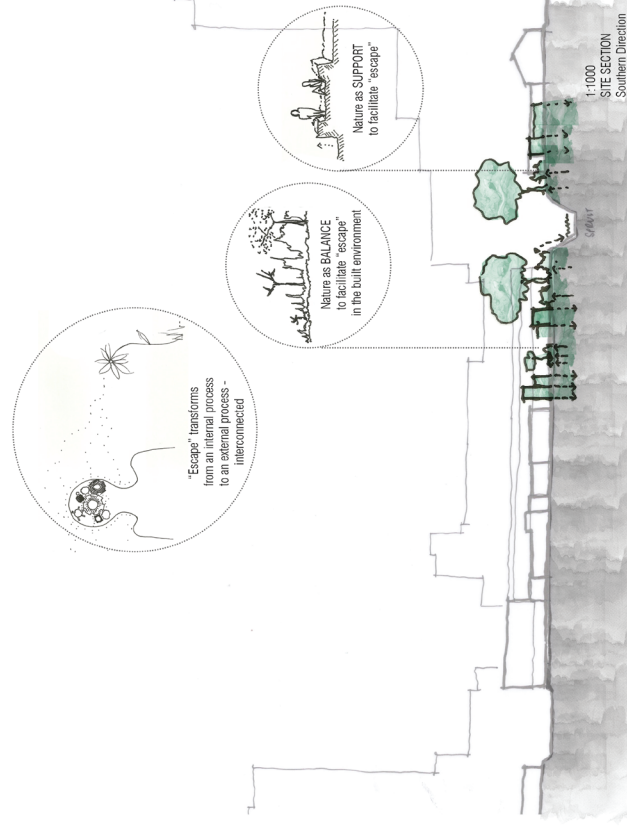 "Escape" transforms
from an internal process
to an external process -
interconnected
Nature as BALANCE
to facilitate "escape"
in the built environment
Nature as SUPPORT
to facilitate "escape"
1:1000
SITE SECTION
Southern Direction